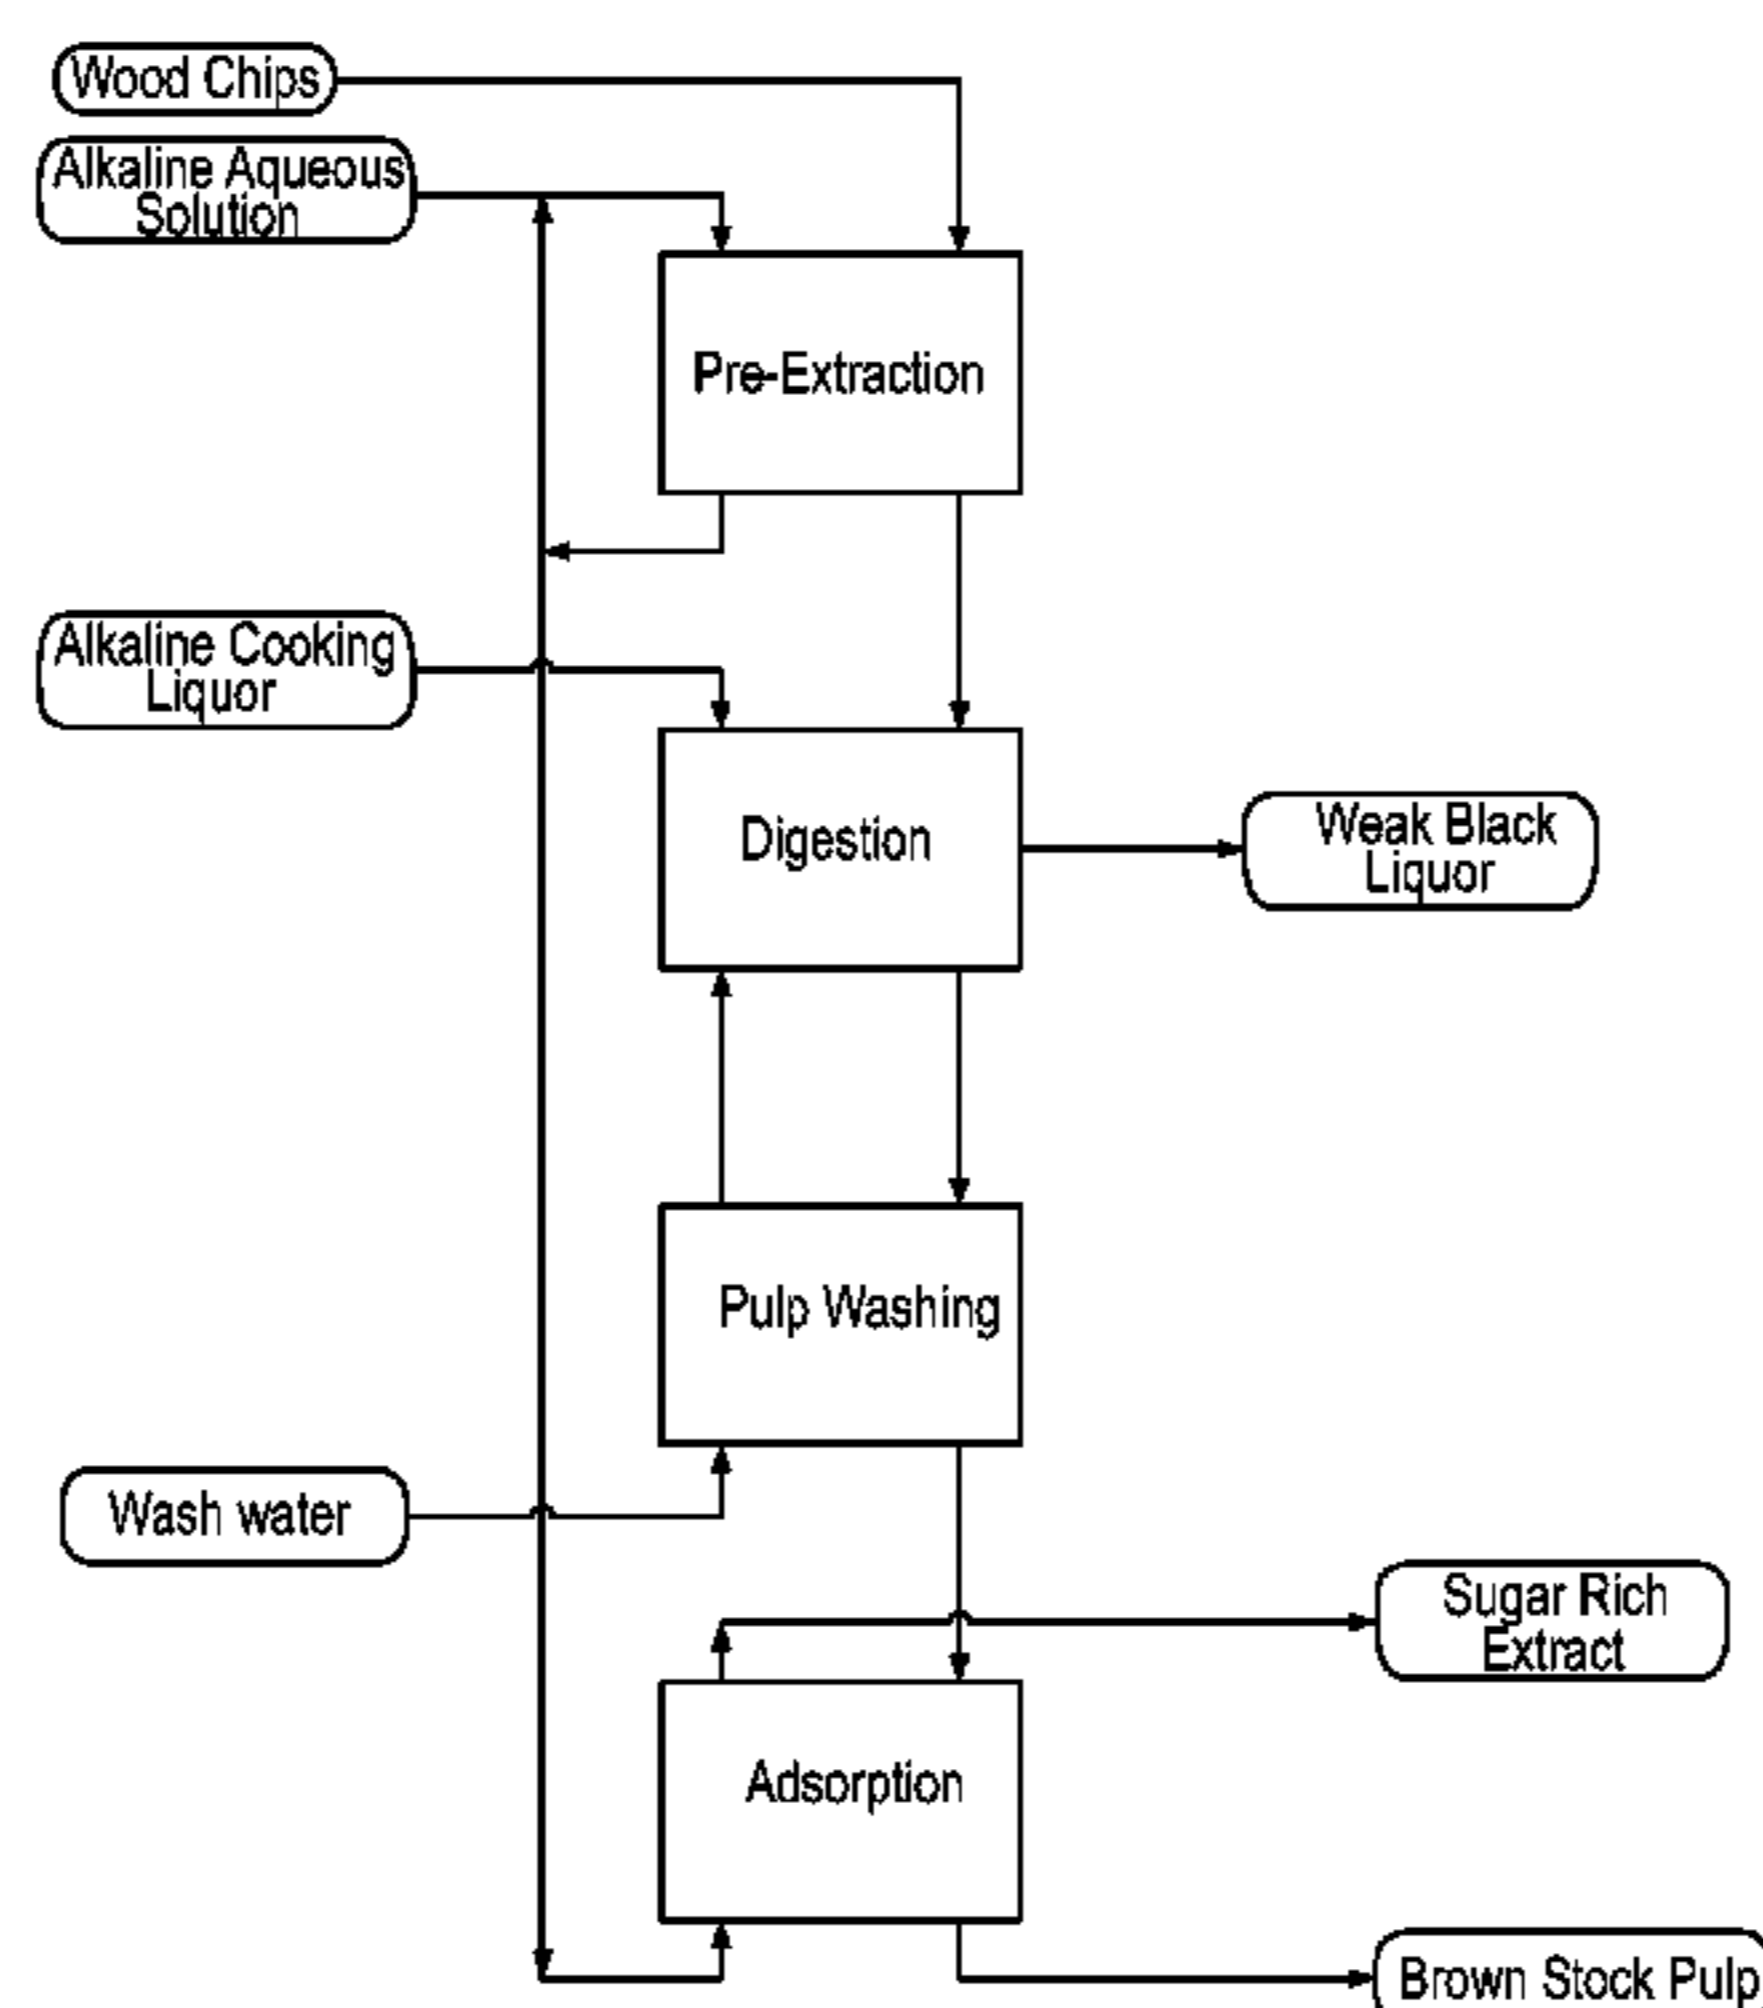 Wood Chips
Alkaline Aqueous
Solution
Pre-Extraction
Alkaline Cooking
Liquor
Digestion
Weak Black
Liquor
Pulp Washing
Wash water
Sugar Rich
Extract
Adsorption
Brown Stock Pulp